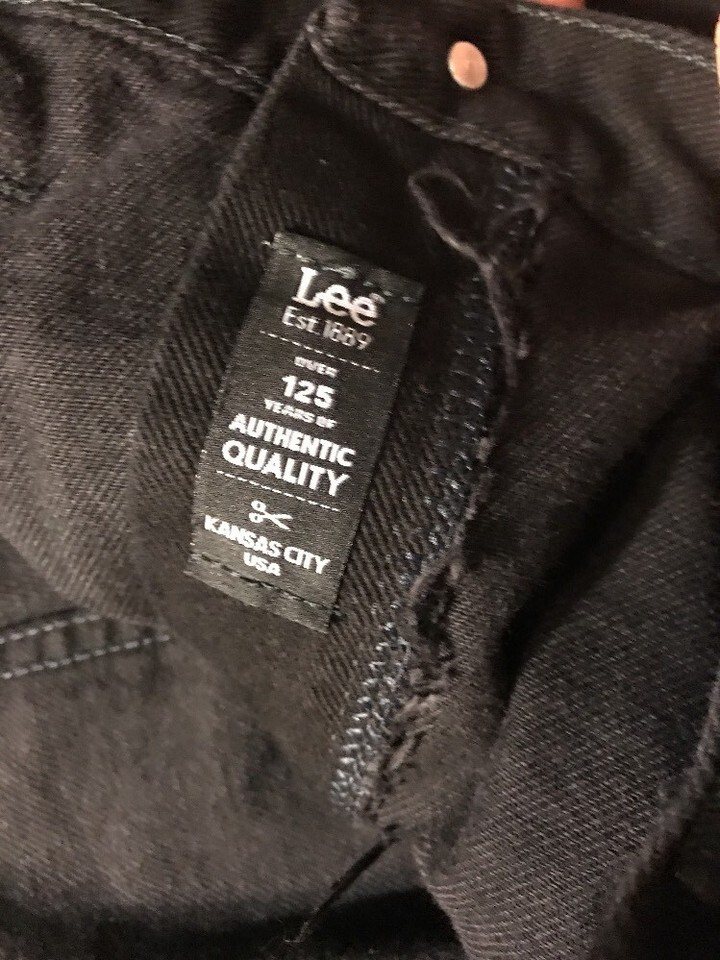 Lee
Est.1889
OVER
125
YEARS OF
AUTHENTIC
QUALITY
KANSAS CITY
USA